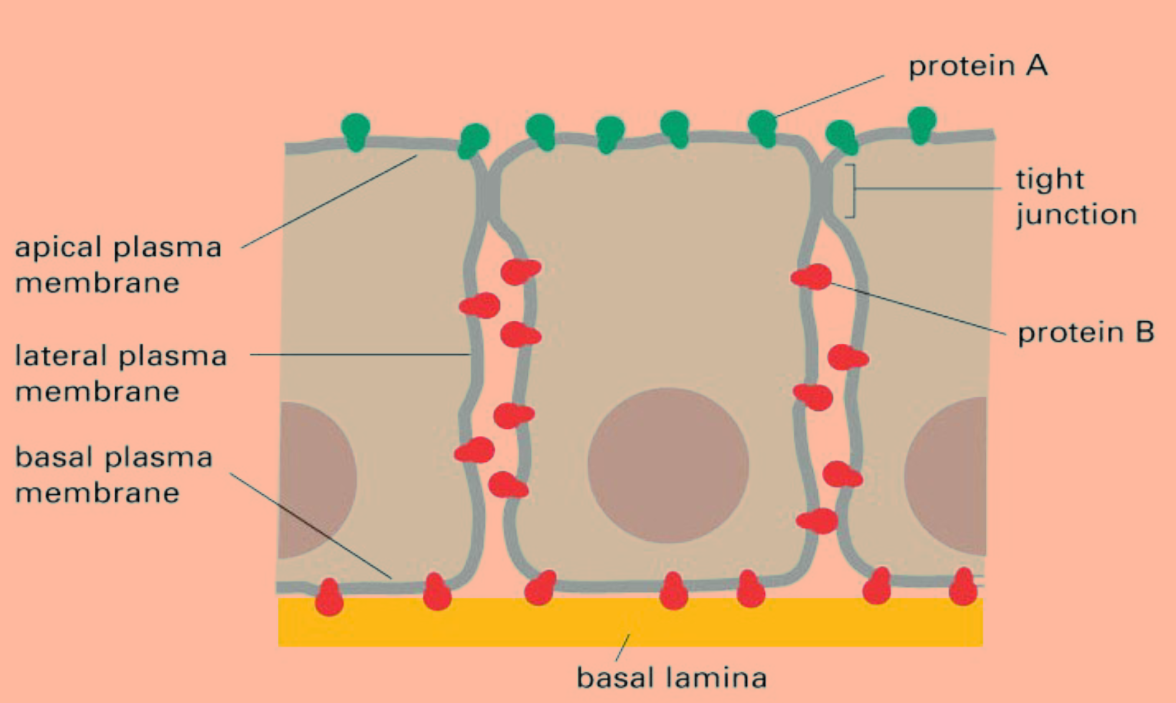 protein A
tight
junction
apical plasma
membrane
protein B
lateral plasma
membrane
basal plasma
membrane
basal lamina